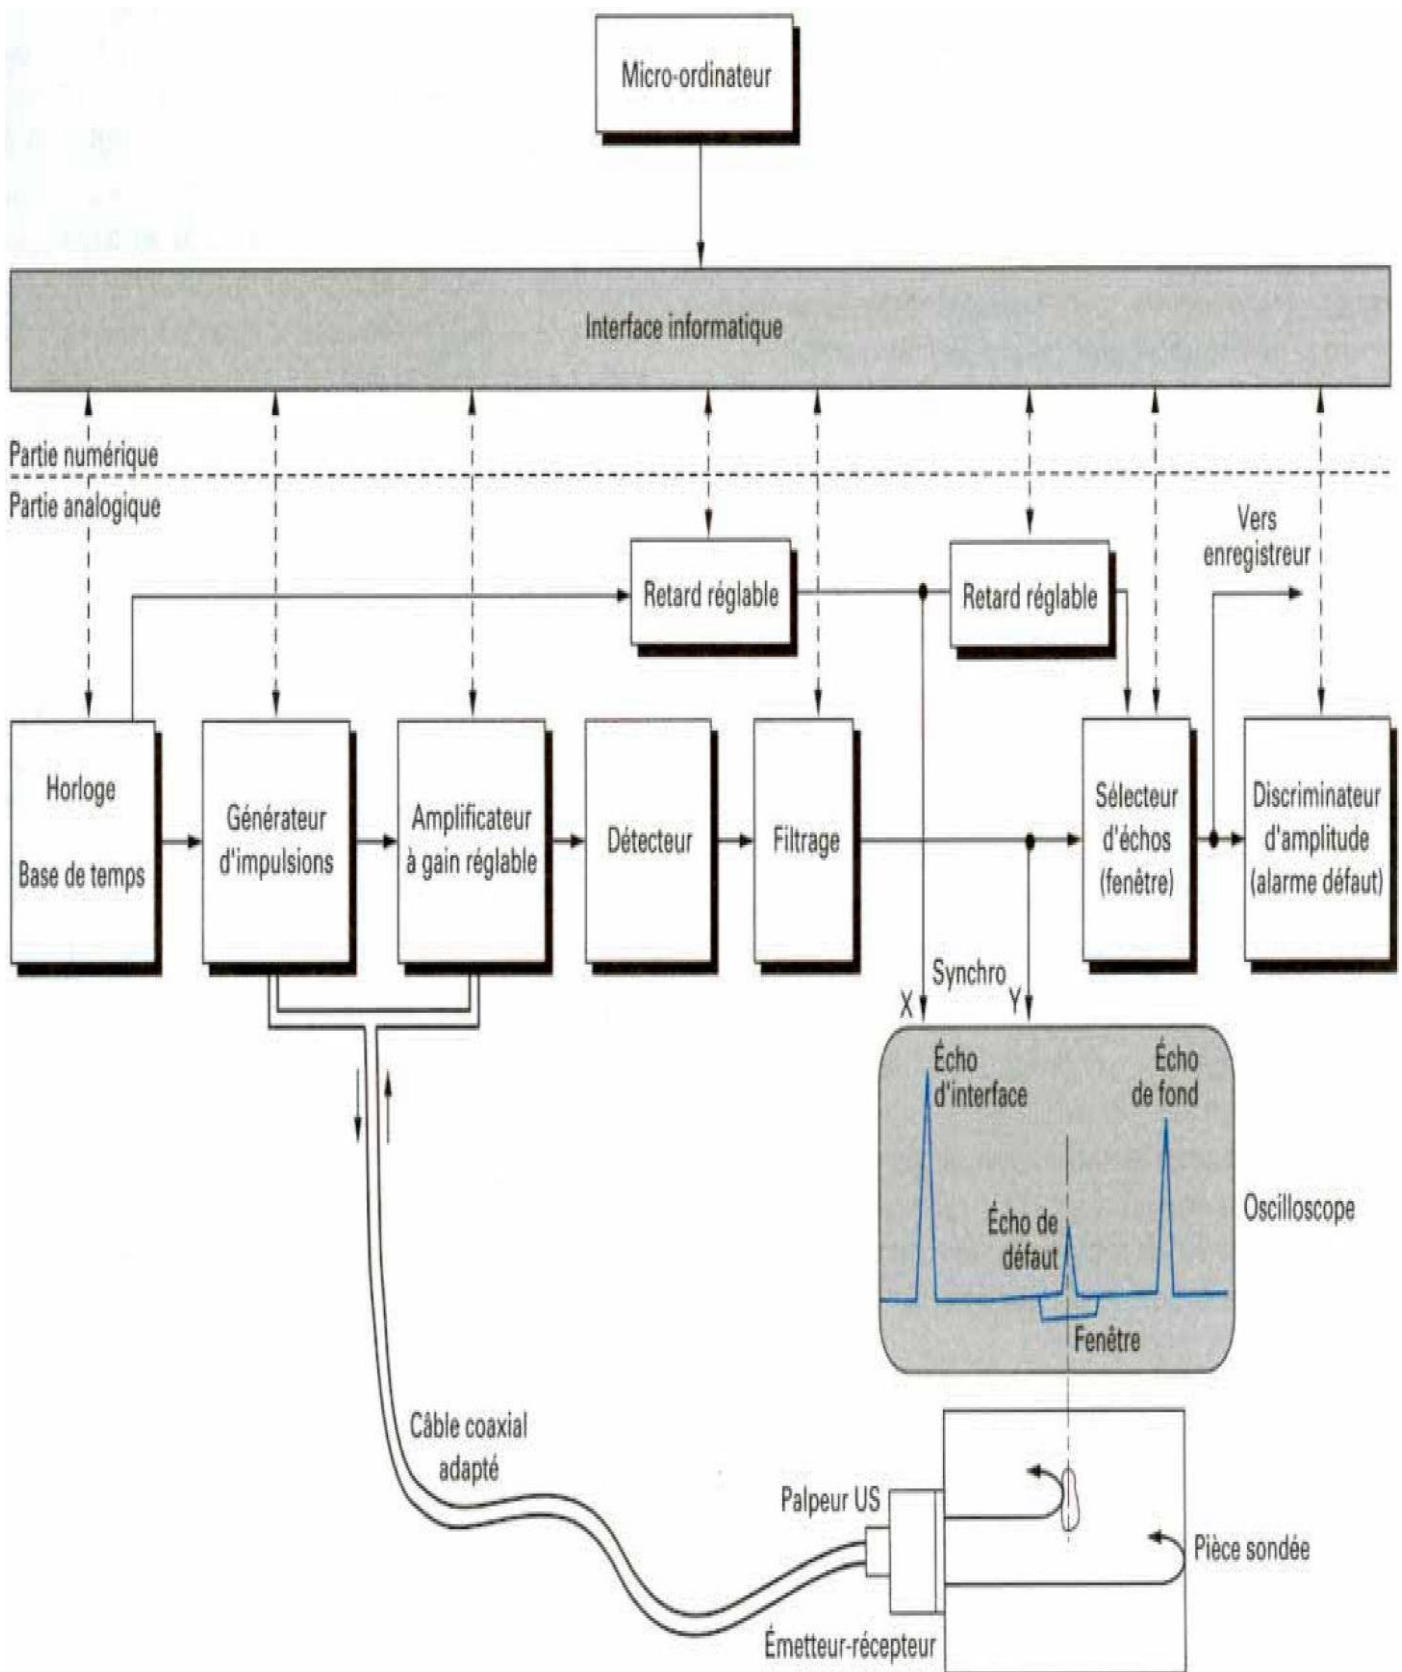 Micro-ordinateur
Interface informatique
Partie numérique
Partie analogique
Vers
enregistreur
Retard réglable
Retard réglable
Horloge
Base de temps
Générateur
d'impulsions
Amplificateur
à gain réglable
Détecteur
Filtrage
Sélecteur
d'échos
(fenêtre)
Discriminateur
d'amplitude
(alarme défaut)
Synchro
X
Y
Écho
d'interface
Écho
de fond
Écho de
défaut
Fenêtre
Oscilloscope
Câble coaxial
adapté
Palpeur US
Pièce sondée
Émetteur-récepteur